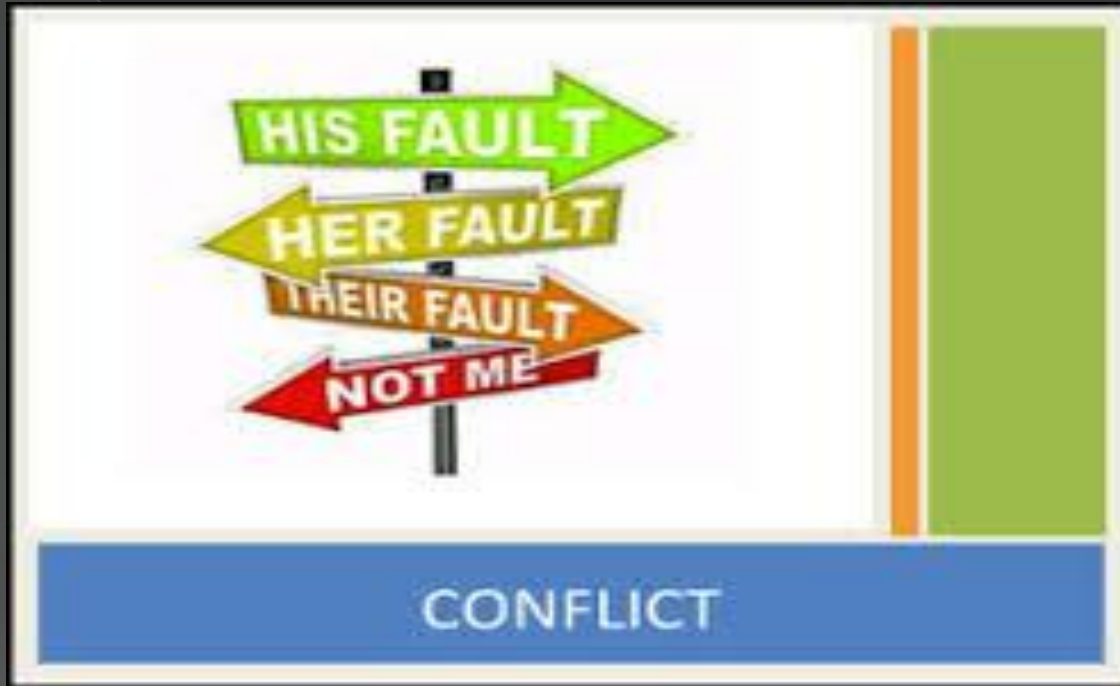 HIS FAULT
HER FAULT
THEIR FAULT
NOT ME
CONFLICT